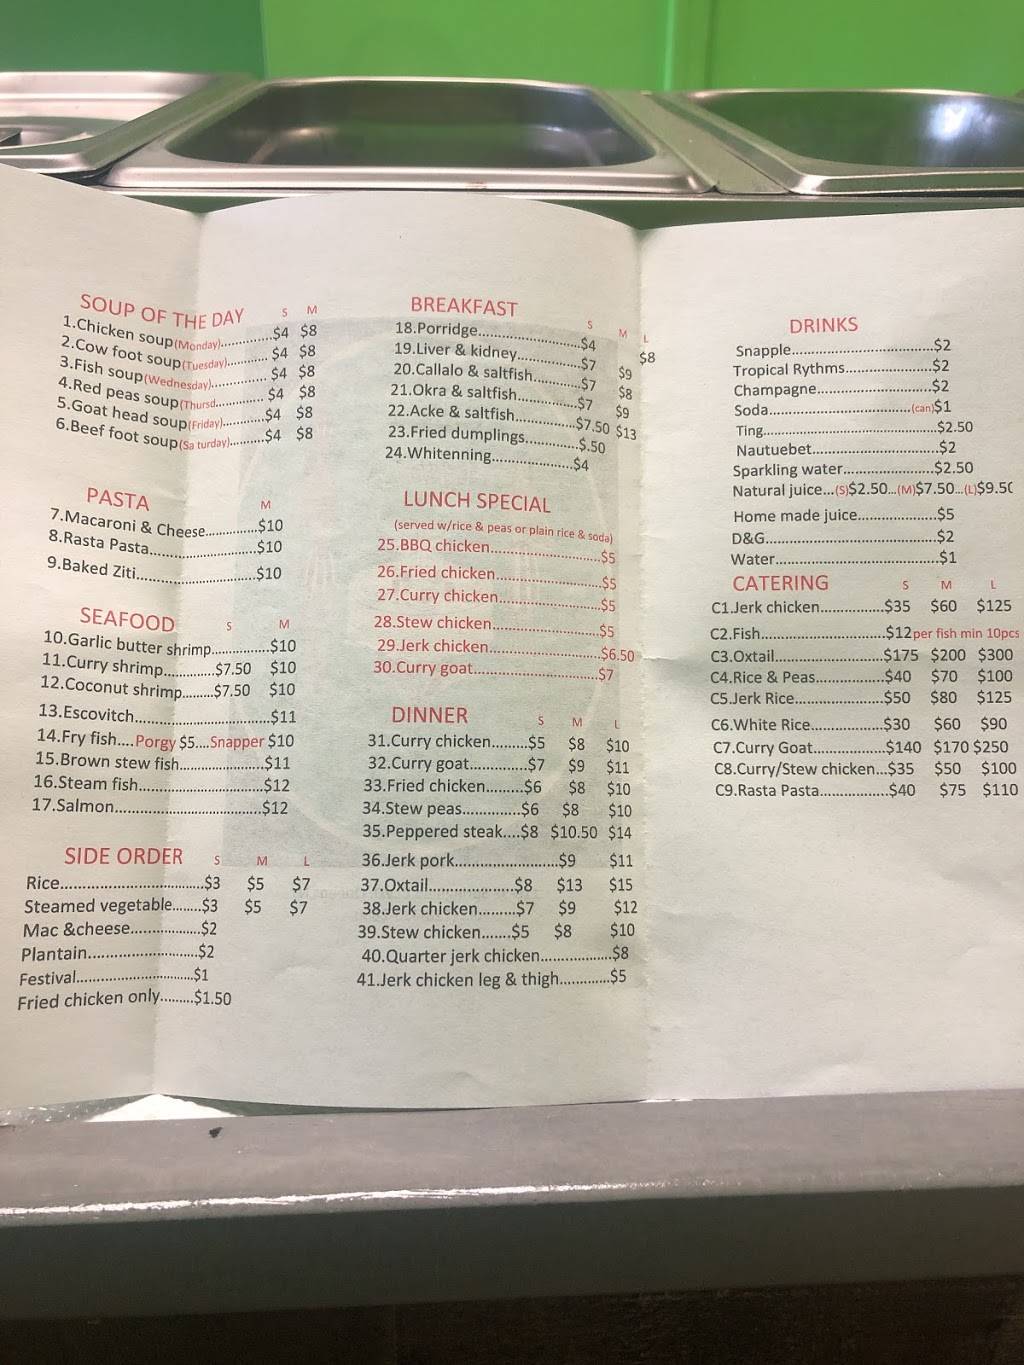 SOUP OF THE DAY S M
1.Chicken soup(Monday)............$4 $8
2.Cow foot soup(Tuesday)..........$4 $8
3.Fish soup(Wednesday)............$4 $8
4.Red peas soup(Thursd............$4 $8
5.Goat head soup(Friday)..........$4 $8
6.Beef foot soup(Sa turday).......$4 $8
PASTA M
7.Macaroni & Cheese..............$10
8.Rasta Pasta.........................$10
9.Baked Ziti............................$10
SEAFOOD S M
10.Garlic butter shrimp..............$10
11.Curry shrimp............$7.50 $10
12.Coconut shrimp.........$7.50 $10
13.Escovitch................................$11
14.Fry fish....Porgy $5....Snapper $10
15.Brown stew fish....................$11
16.Steam fish.............................$12
17.Salmon..................................$12
SIDE ORDER S M L
Rice.................................$3 $5 $7
Steamed vegetable.......$3 $5 $7
Mac &cheese.................$2
Plantain..........................$2
Festival...........................$1
Fried chicken only.........$1.50
BREAKFAST S M L
18.Porridge........................$4 $8
19.Liver & kidney...............$7 $9
20.Callalo & saltfish............$7 $8
21.Okra & saltfish...............$7 $9
22.Acke & saltfish...............$7.50 $13
23.Fried dumplings.............$.50
24.Whitenning...................$4
LUNCH SPECIAL
(served w/rice & peas or plain rice & soda)
25.BBQ chicken..........................$5
26.Fried chicken.........................$5
27.Curry chicken........................$5
28.Stew chicken.........................$5
29.Jerk chicken..........................$6.50
30.Curry goat.............................$7
DINNER S M L
31.Curry chicken.........$5 $8 $10
32.Curry goat.............$7 $9 $11
33.Fried chicken.........$6 $8 $10
34.Stew peas..............$6 $8 $10
35.Peppered steak....$8 $10.50 $14
36.Jerk pork........................$9 $11
37.Oxtail....................$8 $13 $15
38.Jerk chicken.........$7 $9 $12
39.Stew chicken.......$5 $8 $10
40.Quarter jerk chicken.................$8
41.Jerk chicken leg & thigh............$5
DRINKS
Snapple.................................$2
Tropical Rythms....................$2
Champagne...........................$2
Soda.................................(can)$1
Ting........................................$2.50
Nautuebet.............................$2
Sparkling water.....................$2.50
Natural juice...(S)$2.50...(M)$7.50...(L)$9.50
Home made juice..................$5
D&G.......................................$2
Water.....................................$1
CATERING S M L
C1.Jerk chicken...............$35 $60 $125
C2.Fish.............................$12per fish min 10pcs
C3.Oxtail.........................$175 $200 $300
C4.Rice & Peas................$40 $70 $100
C5.Jerk Rice.....................$50 $80 $125
C6.White Rice.................$30 $60 $90
C7.Curry Goat.................$140 $170 $250
C8.Curry/Stew chicken...$35 $50 $100
C9.Rasta Pasta................$40 $75 $110